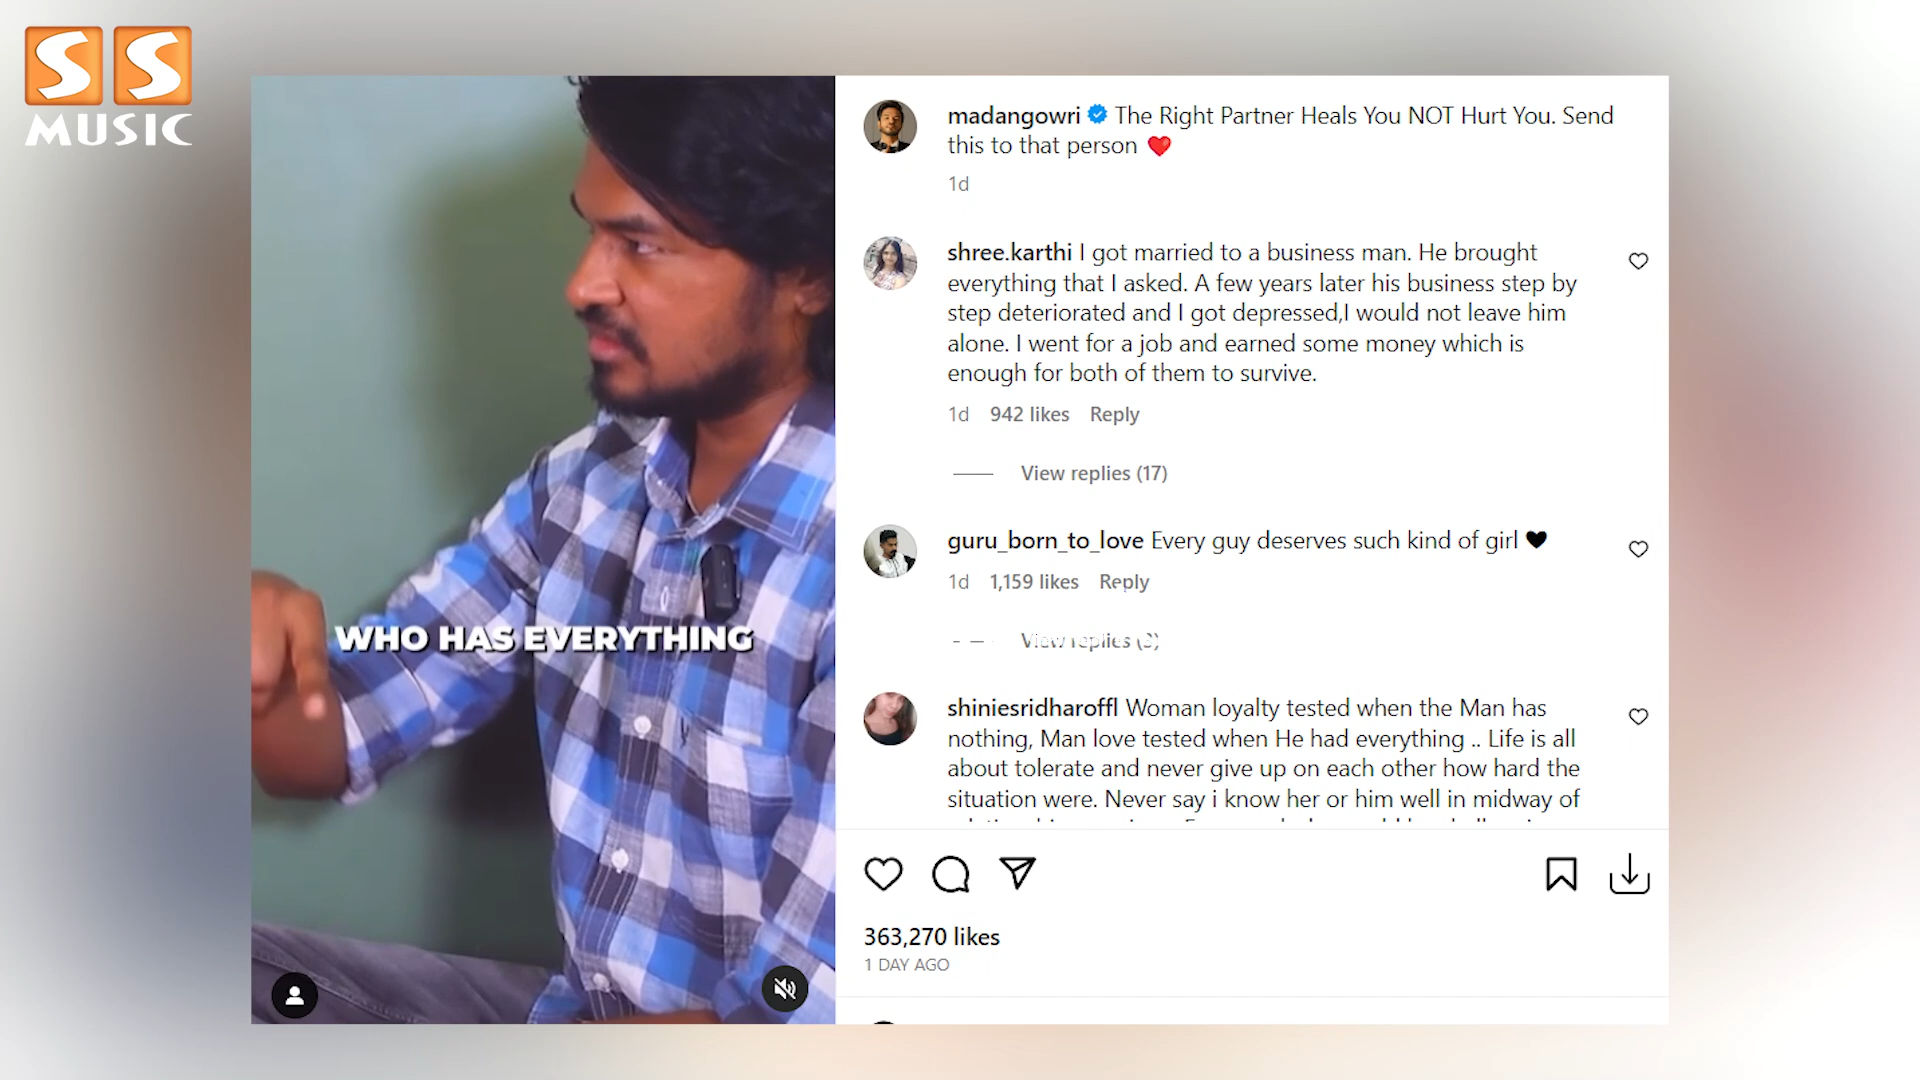 SS
MUSIC
WHO HAS EVERYTHING
madangowri The Right Partner Heals You NOT Hurt You. Send
this to that person ❤️
1d
shree.karthi I got married to a business man. He brought
everything that I asked. A few years later his business step by
step deteriorated and I got depressed,I would not leave him
alone. I went for a job and earned some money which is
enough for both of them to survive.
1d 942 likes Reply
View replies (17)
guru_born_to_love Every guy deserves such kind of girl 🖤
1d 1,159 likes Reply
View replies (3)
shiniesridharoffl Woman loyalty tested when the Man has
nothing, Man love tested when He had everything .. Life is all
about tolerate and never give up on each other how hard the
situation were. Never say i know her or him well in midway of
363,270 likes
1 DAY AGO